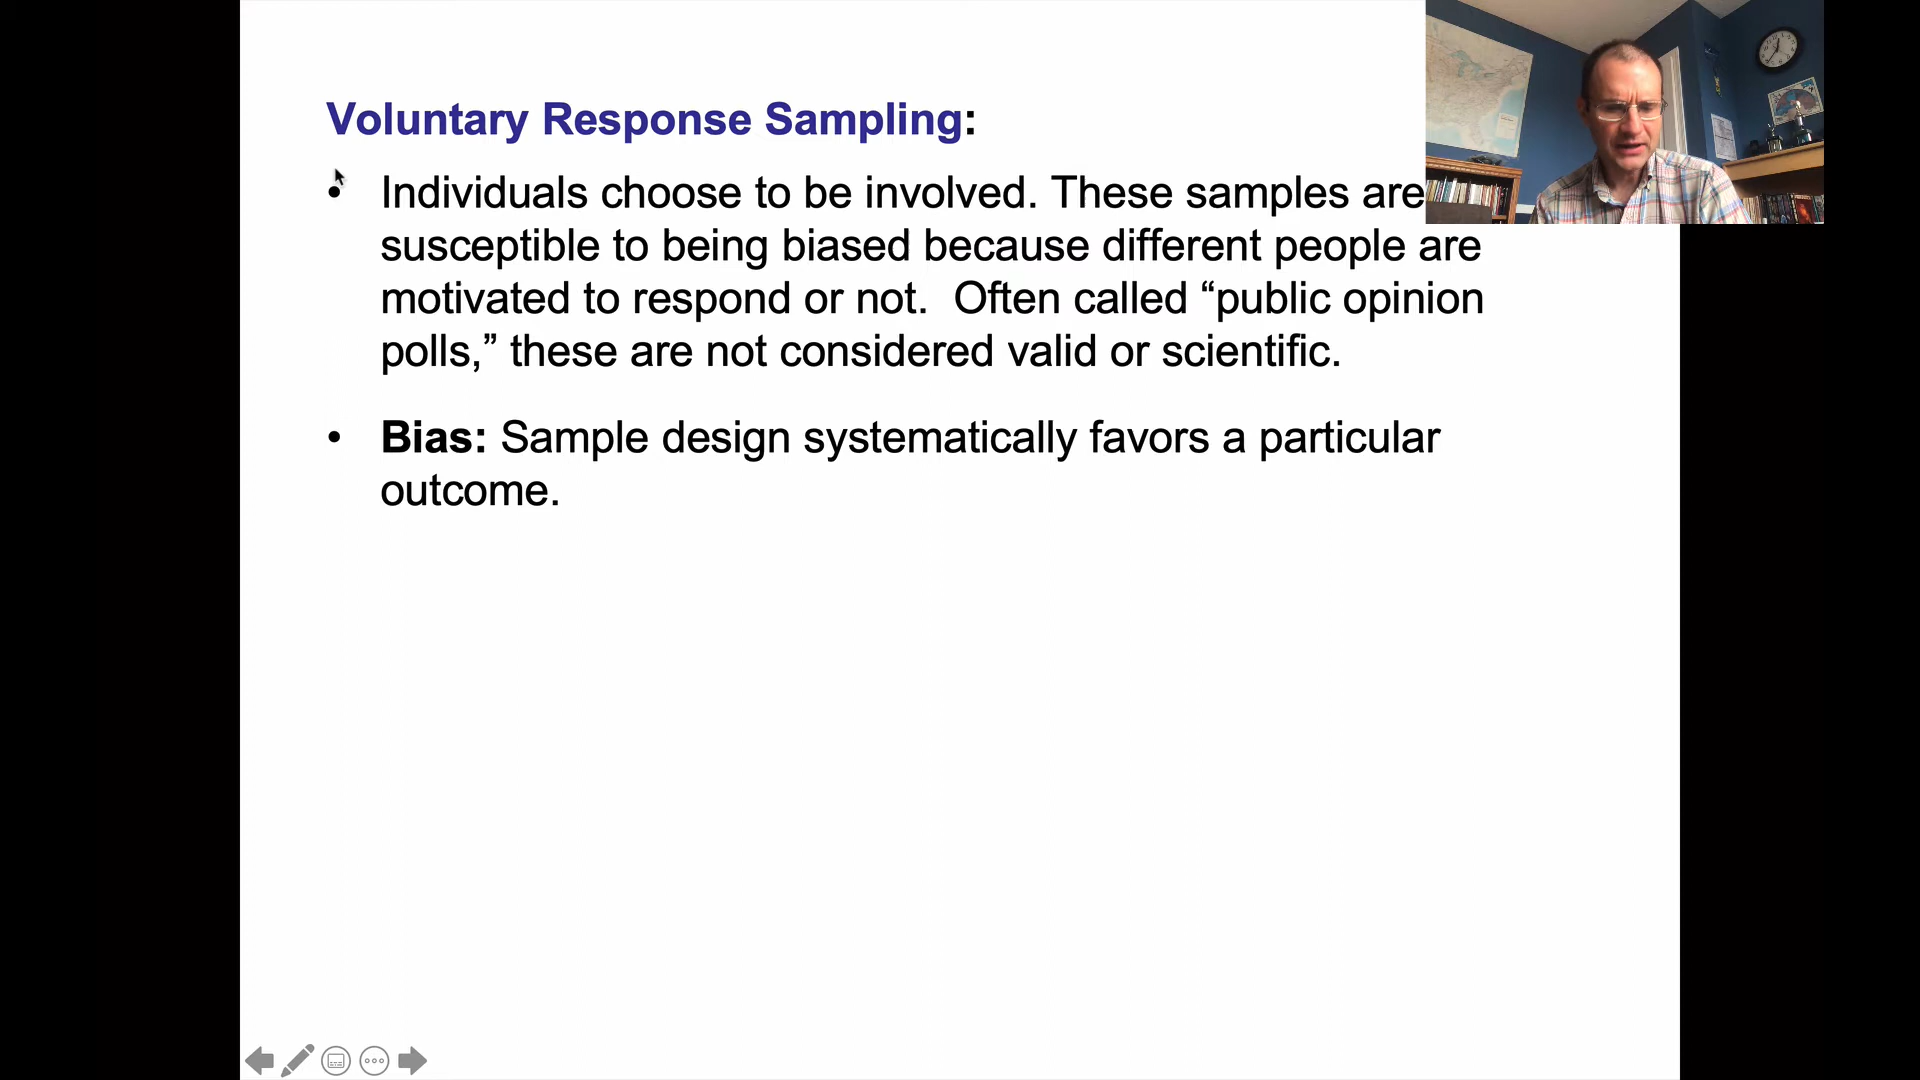 Voluntary Response Sampling:
• Individuals choose to be involved. These samples are
susceptible to being biased because different people are
motivated to respond or not.  Often called “public opinion
polls,” these are not considered valid or scientific.
• Bias: Sample design systematically favors a particular
outcome.